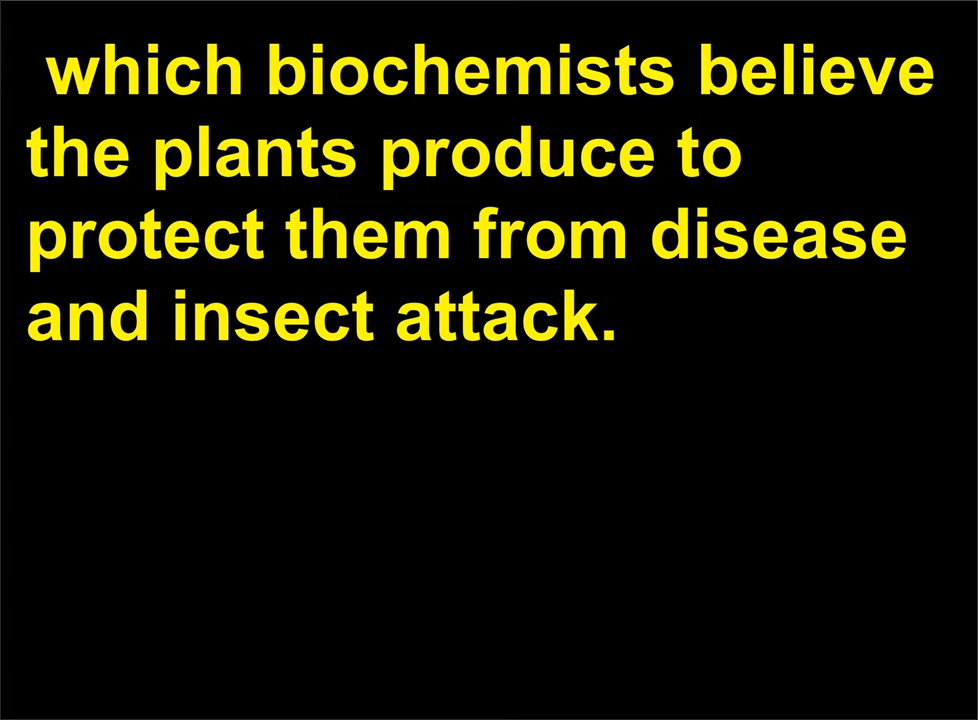 which biochemists believe
the plants produce to
protect them from disease
and insect attack.